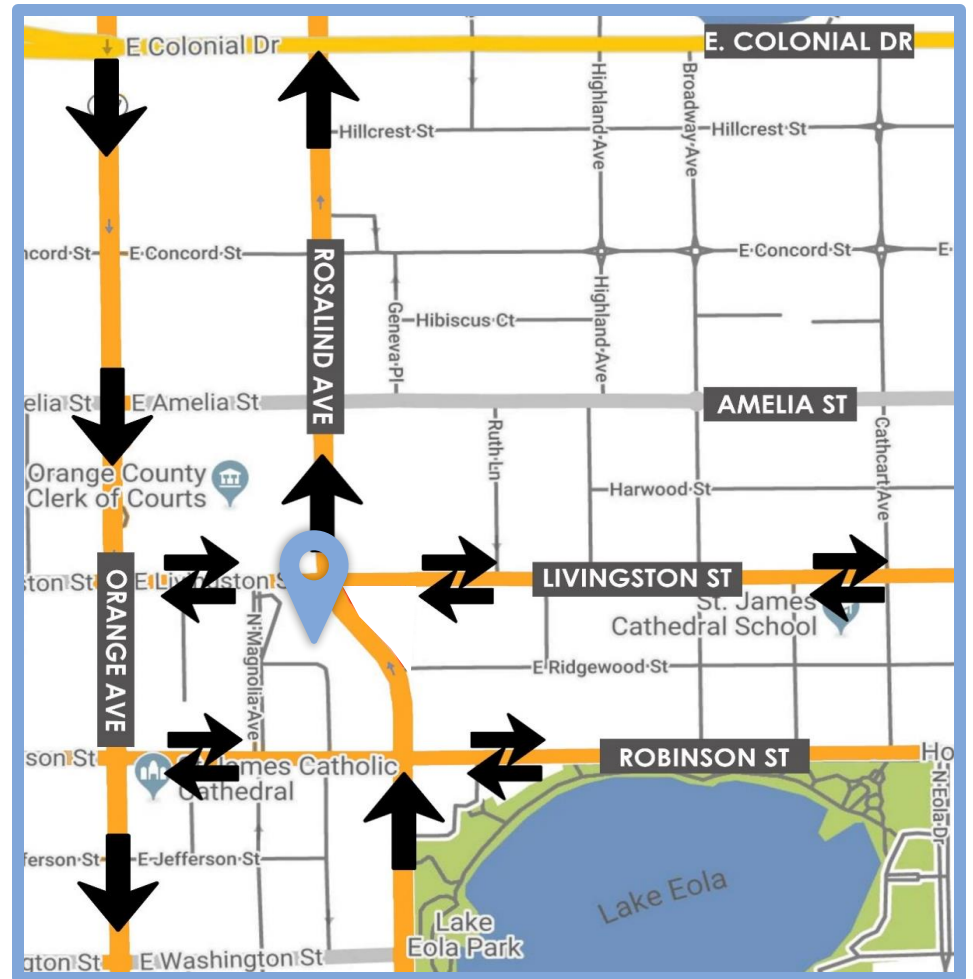 E Colonial Dr
E. COLONIAL DR
Hillcrest St
Highland Ave
Broadway Ave
Hillcrest St
ncord St
E Concord St
E Concord St
E
ROSALIND AVE
Geneva Pl
Hibiscus Ct
Highland Ave
elia St
E Amelia St
AMELIA ST
Ruth Ln
Cathcart Ave
Orange County
Clerk of Courts
Harwood St
ston St
ORANGE AVE
E Livingston S
LIVINGSTON ST
St. James
Cathedral School
N Magnolia Ave
E Ridgewood St
son St
ROBINSON ST
Ho
James Catholic
Cathedral
N Eola Dr
ferson St
E Jefferson St
Lake Eola
Lake
Eola Park
gton St
E Washington St